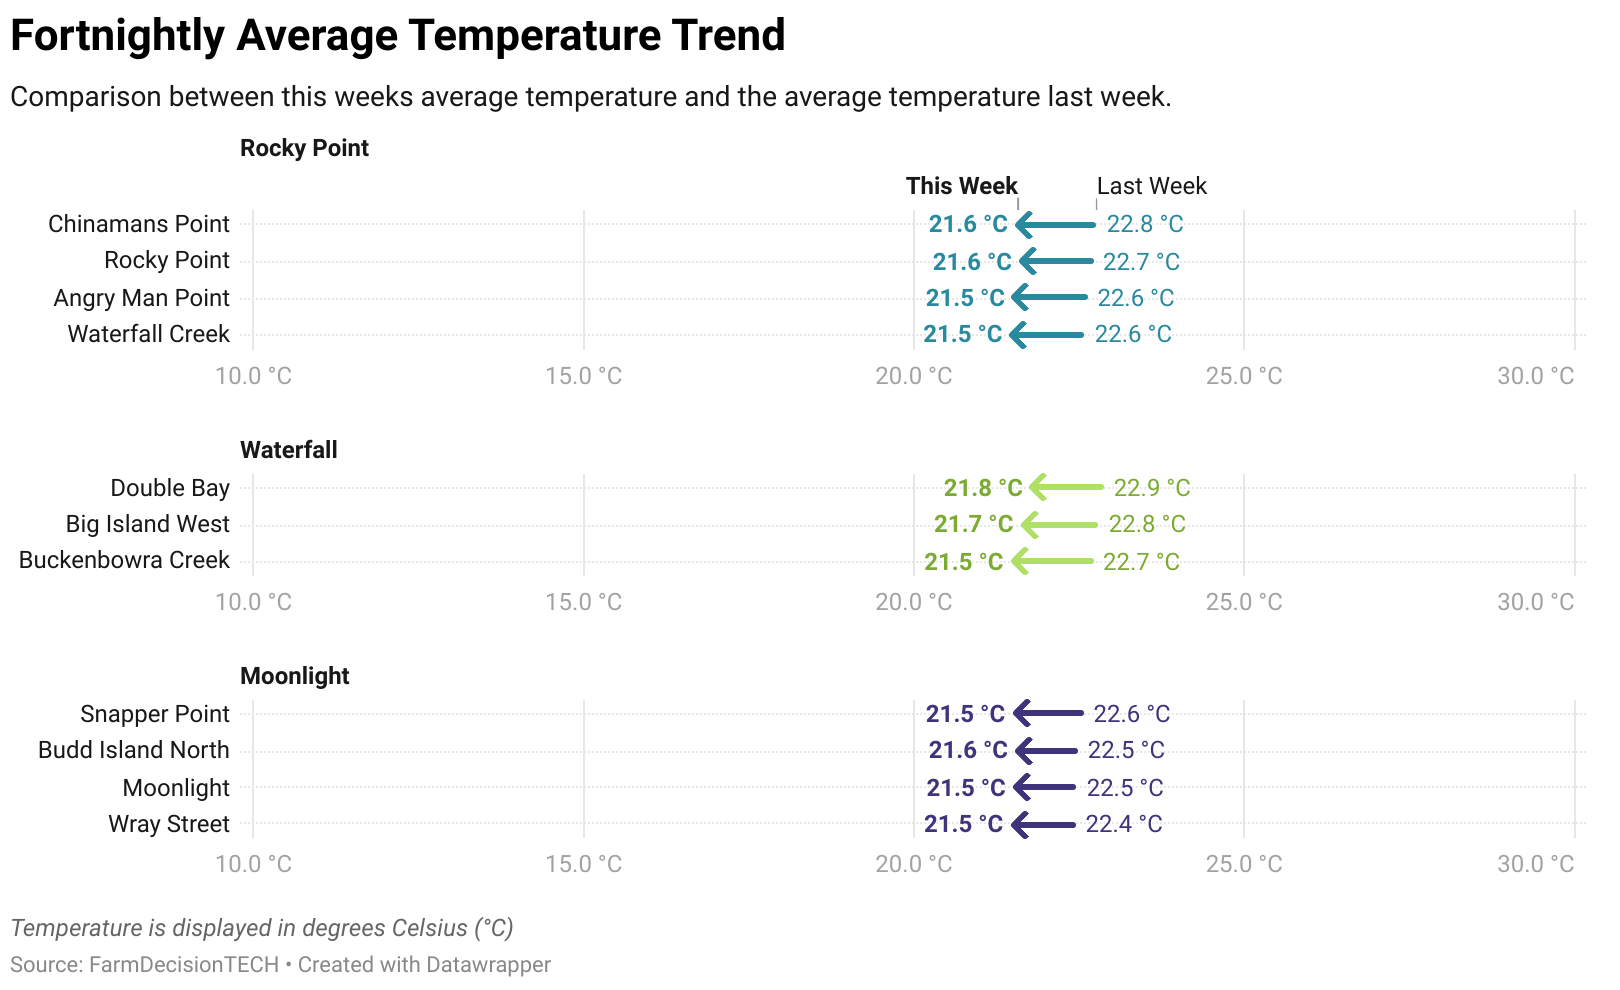 Fortnightly Average Temperature Trend
Comparison between this weeks average temperature and the average temperature last week.
Rocky Point
This Week Last Week
Chinamans Point 21.6 °C 22.8 °C
Rocky Point 21.6 °C 22.7 °C
Angry Man Point 21.5 °C 22.6 °C
Waterfall Creek 21.5 °C 22.6 °C
10.0 °C 15.0 °C 20.0 °C 25.0 °C 30.0 °C
Waterfall
Double Bay 21.8 °C 22.9 °C
Big Island West 21.7 °C 22.8 °C
Buckenbowra Creek 21.5 °C 22.7 °C
10.0 °C 15.0 °C 20.0 °C 25.0 °C 30.0 °C
Moonlight
Snapper Point 21.5 °C 22.6 °C
Budd Island North 21.6 °C 22.5 °C
Moonlight 21.5 °C 22.5 °C
Wray Street 21.5 °C 22.4 °C
10.0 °C 15.0 °C 20.0 °C 25.0 °C 30.0 °C
Temperature is displayed in degrees Celsius (°C)
Source: FarmDecisionTECH • Created with Datawrapper